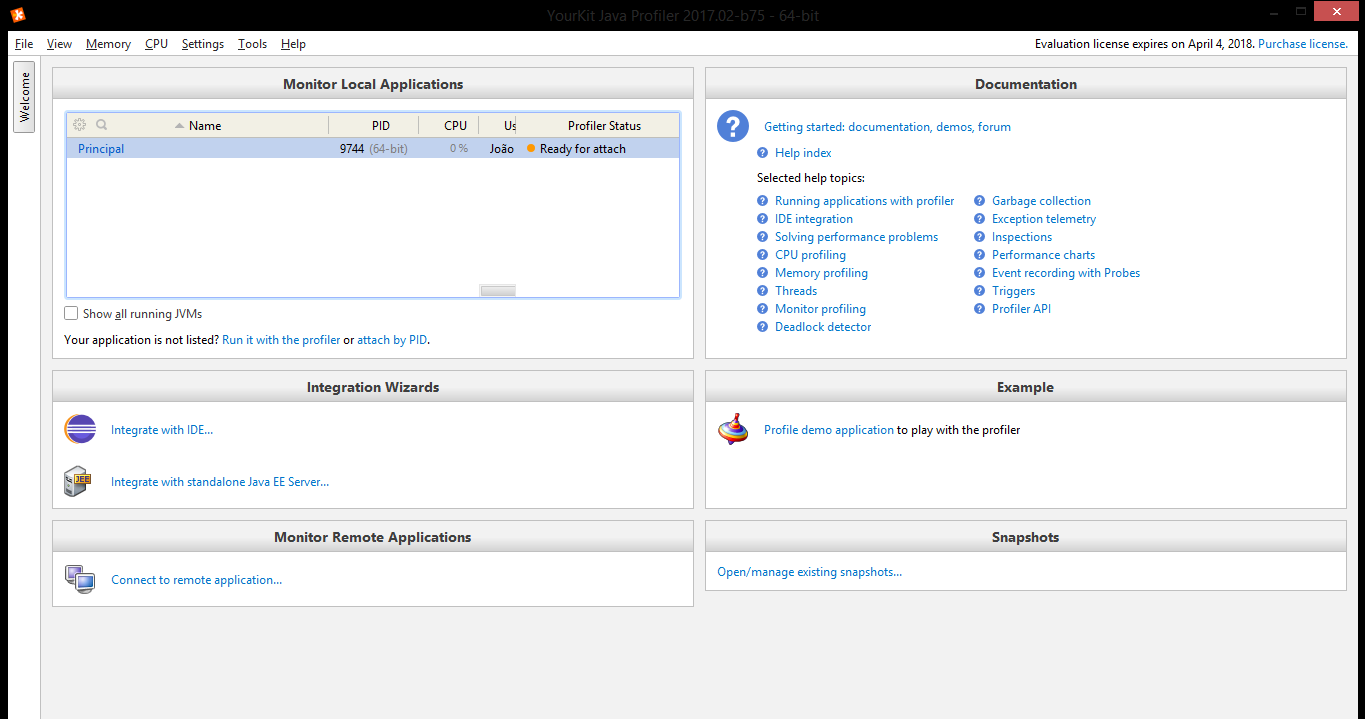 YourKit Java Profiler 2017.02-b75 - 64-bit
File View Memory CPU Settings Tools Help
Evaluation license expires on April 4, 2018. Purchase license.
Welcome
Monitor Local Applications
Name PID CPU Us Profiler Status
Principal 9744 (64-bit) 0 % João Ready for attach
Show all running JVMs
Your application is not listed? Run it with the profiler or attach by PID.
Documentation
Getting started: documentation, demos, forum
Help index
Selected help topics:
Running applications with profiler
IDE integration
Solving performance problems
CPU profiling
Memory profiling
Threads
Monitor profiling
Deadlock detector
Garbage collection
Exception telemetry
Inspections
Performance charts
Event recording with Probes
Triggers
Profiler API
Integration Wizards
Integrate with IDE...
JEE
Integrate with standalone Java EE Server...
Example
Profile demo application to play with the profiler
Monitor Remote Applications
Connect to remote application...
Snapshots
Open/manage existing snapshots...